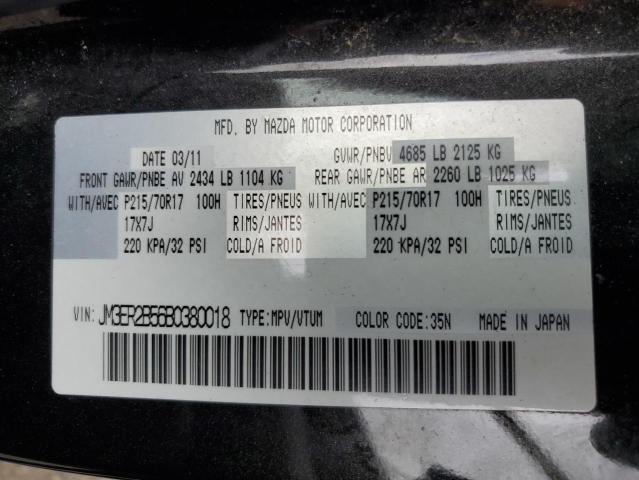 MFD. BY MAZDA MOTOR CORPORATION
DATE 03/11 GVWR/PNBV 4685 LB 2125 KG
FRONT GAWR/PNBE AV 2434 LB 1104 KG REAR GAWR/PNBE AR 2260 LB 1025 KG
WITH/AVEC P215/70R17 100H TIRES/PNEUS WITH/AVEC P215/70R17 100H TIRES/PNEUS
17X7J RIMS/JANTES 17X7J RIMS/JANTES
220 KPA/32 PSI COLD/A FROID 220 KPA/32 PSI COLD/A FROID
VIN: JM3ER2B56B0380018 TYPE:MPV/VTUM COLOR CODE:35N MADE IN JAPAN